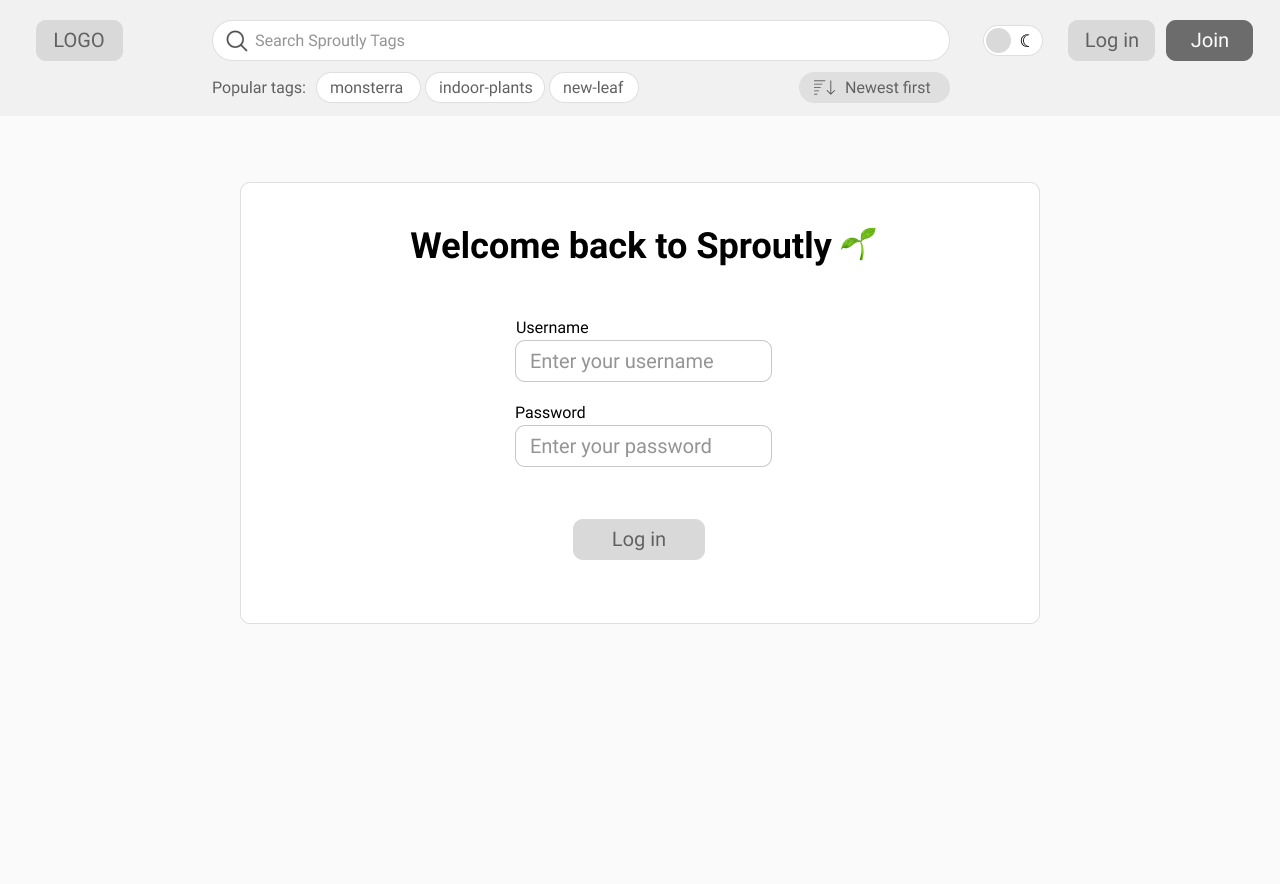 LOGO
Search Sproutly Tags
Log in
Join
Popular tags:
monsterra
indoor-plants
new-leaf
Newest first
Welcome back to Sproutly 🌱
Username
Enter your username
Password
Enter your password
Log in